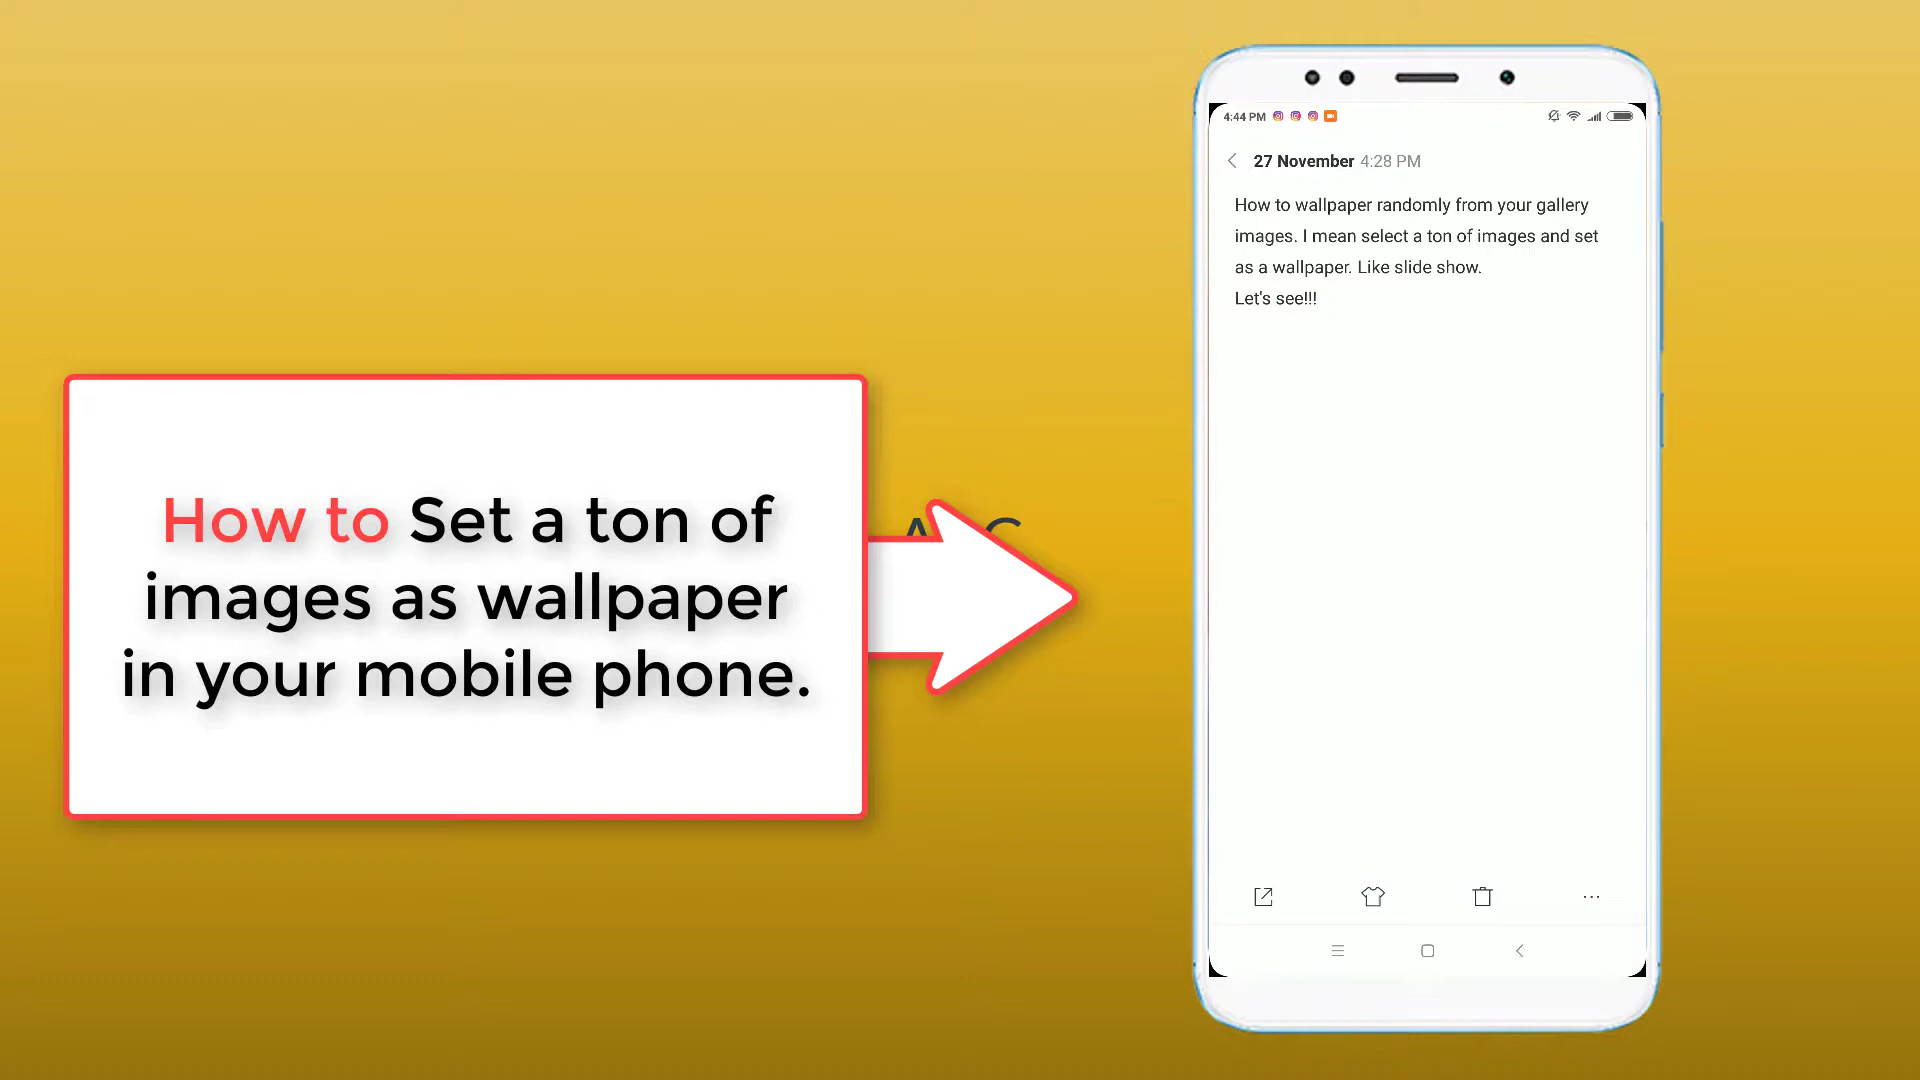 How to Set a ton of
images as wallpaper
in your mobile phone.
4:44 PM
27 November 4:28 PM
How to wallpaper randomly from your gallery
images. I mean select a ton of images and set
as a wallpaper. Like slide show.
Let's see!!!